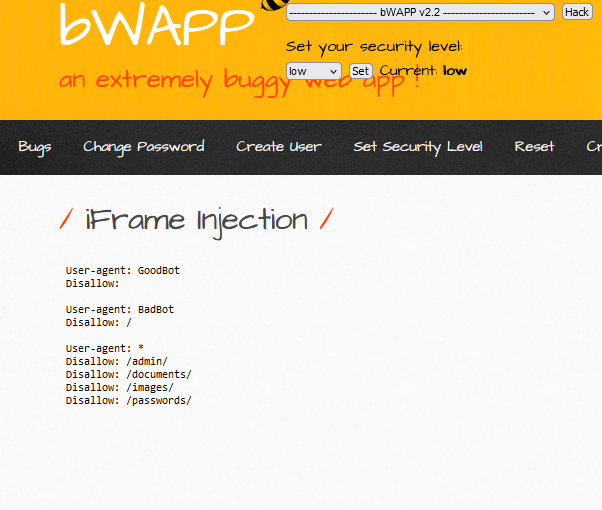 bWAPP
an extremely buggy web app !
------------------------ bWAPP v2.2 ------------------------ Hack
Set your security level:
low Set Current: low
Bugs Change Password Create User Set Security Level Reset Cr
/ iFrame Injection /
User-agent: GoodBot
Disallow:
User-agent: BadBot
Disallow: /
User-agent: *
Disallow: /admin/
Disallow: /documents/
Disallow: /images/
Disallow: /passwords/